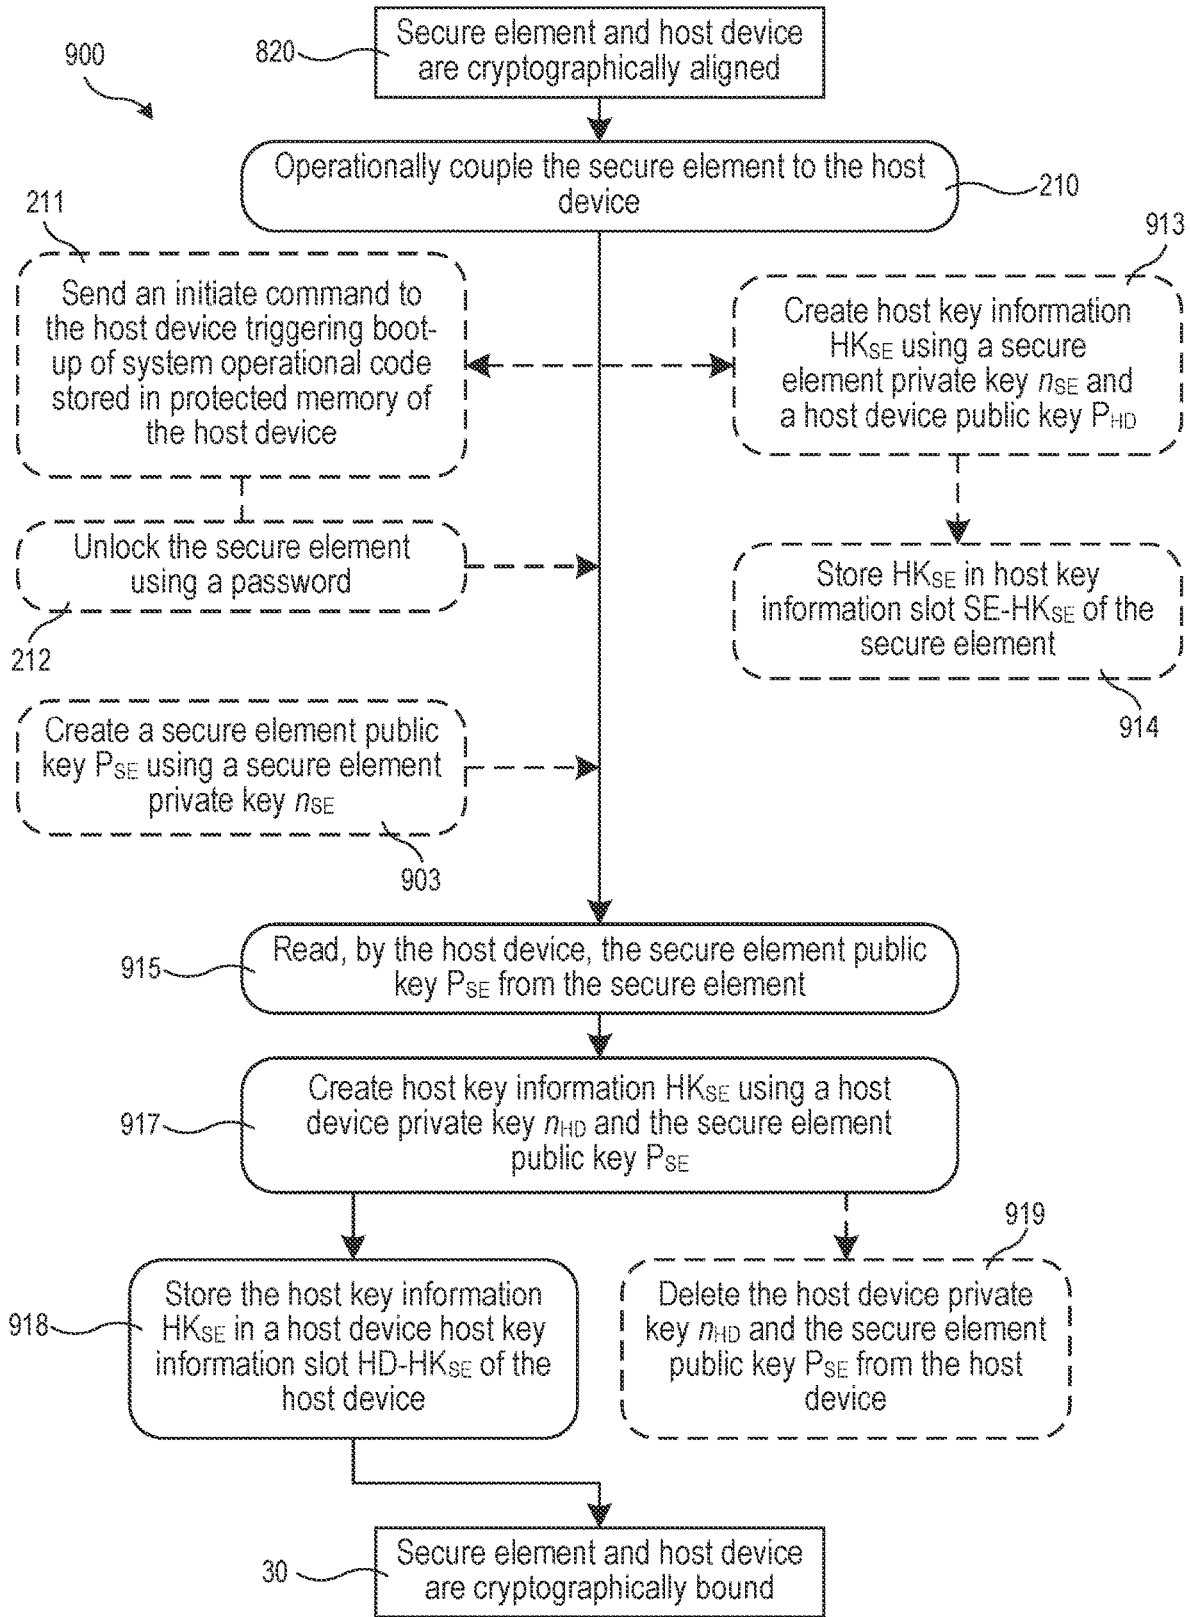 Secure element and host device
are cryptographically aligned
820
900
Operationally couple the secure element to the host
device
210
211
Send an initiate command to
the host device triggering boot-
up of system operational code
stored in protected memory of
the host device
913
Create host key information
HKSE using a secure
element private key nSE and
a host device public key PHD
Unlock the secure element
using a password
212
Store HKSE in host key
information slot SE-HKSE of the
secure element
914
Create a secure element public
key PSE using a secure element
private key nSE
903
Read, by the host device, the secure element public
key PSE from the secure element
915
Create host key information HKSE using a host
device private key nHD and the secure element
public key PSE
917
Store the host key information
HKSE in a host device host key
information slot HD-HKSE of the
host device
918
919
Delete the host device private
key nHD and the secure element
public key PSE from the host
device
Secure element and host device
are cryptographically bound
30